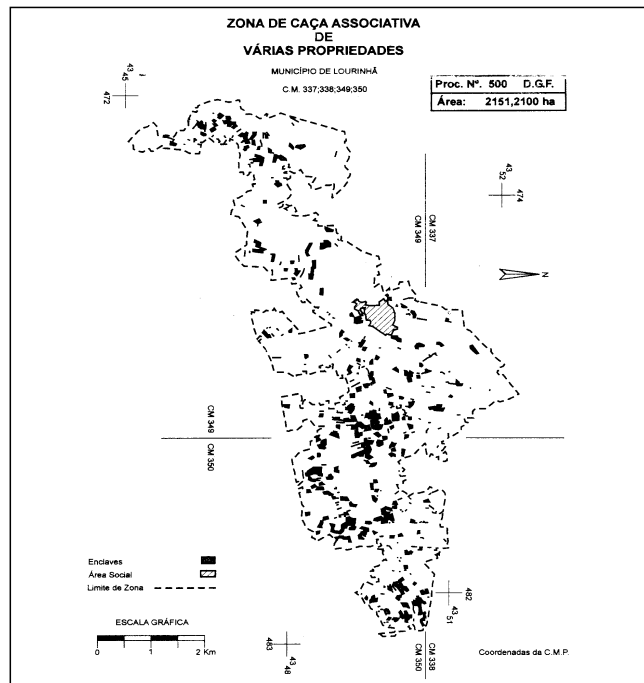 ZONA DE CAÇA ASSOCIATIVA
DE
VÁRIAS PROPRIEDADES
MUNICÍPIO DE LOURINHÃ
C.M. 337;338;349;350
Proc. Nº. 500 D.G.F.
Área: 2151,2100 ha
43
45
472
43
52
474
CM 337
CM 349
N
CM 349
CM 350
Enclaves
Área Social
Limite de Zona
482
43
51
ESCALA GRÁFICA
0 1 2 Km
483
43
48
CM 338
CM 350
Coordenadas da C.M.P.